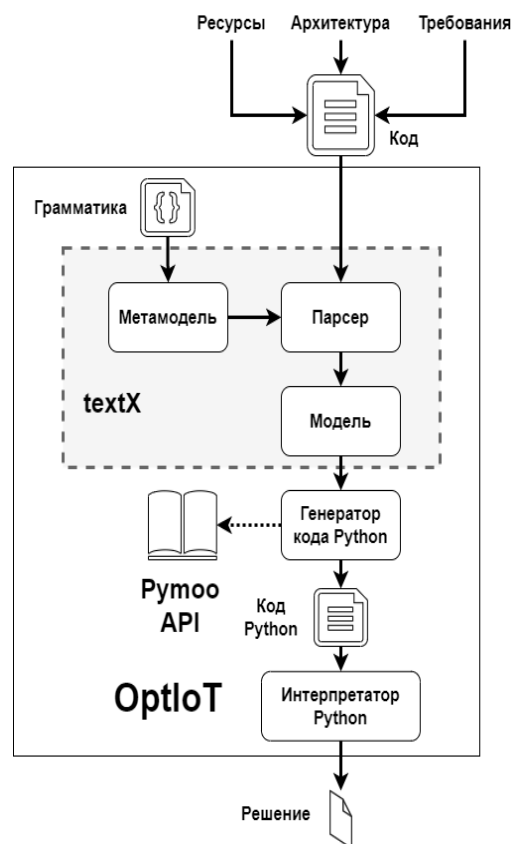 Ресурсы Архитектура Требования
Код
Грамматика
{}
Метамодель
Парсер
textX
Модель
Генератор
кода Python
Pymoo
API
Код
Python
OptIoT
Интерпретатор
Python
Решение